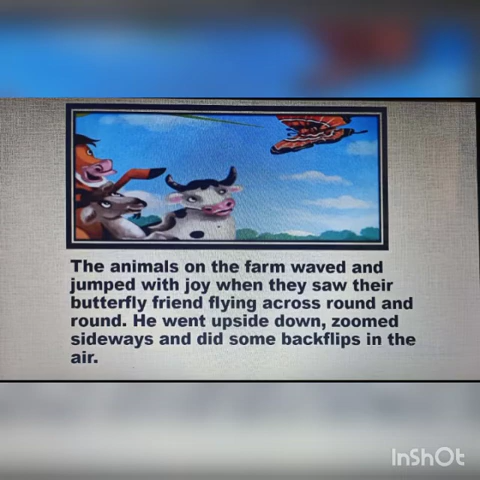 The animals on the farm waved and
jumped with joy when they saw their
butterfly friend flying across round and
round. He went upside down, zoomed
sideways and did some backflips in the
air.
InShOt